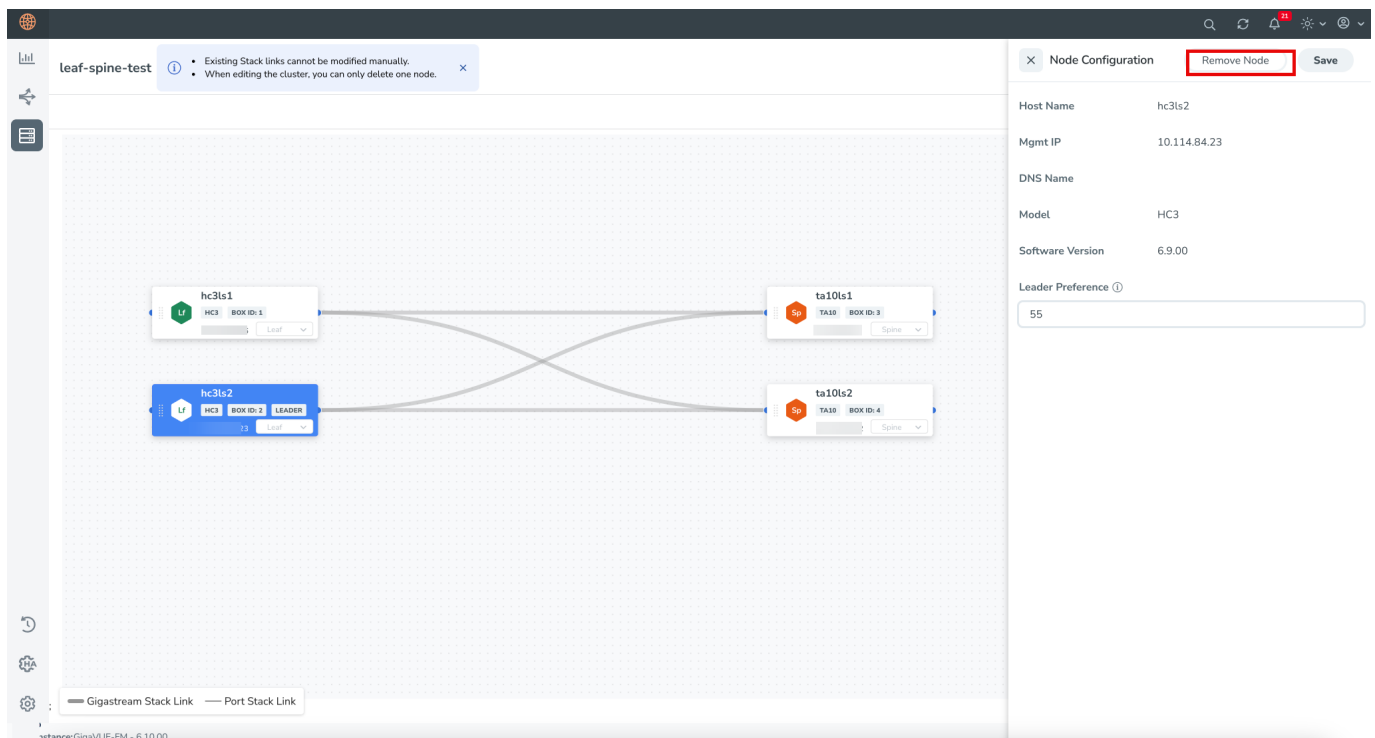 21
leaf-spine-test
Existing Stack links cannot be modified manually.
When editing the cluster, you can only delete one node.
Node Configuration
Remove Node
Save
Host Name hc3ls2
Mgmt IP 10.114.84.23
DNS Name
Model HC3
Software Version 6.9.00
Leader Preference
55
hc3ls1
Lf HC3 BOX ID: 1
Leaf
hc3ls2
Lf HC3 BOX ID: 2 LEADER
23 Leaf
ta10ls1
Sp TA10 BOX ID: 3
Spine
ta10ls2
Sp TA10 BOX ID: 4
Spine
HA
Gigastream Stack Link Port Stack Link
stance:GigaVUE-FM - 6.10.00